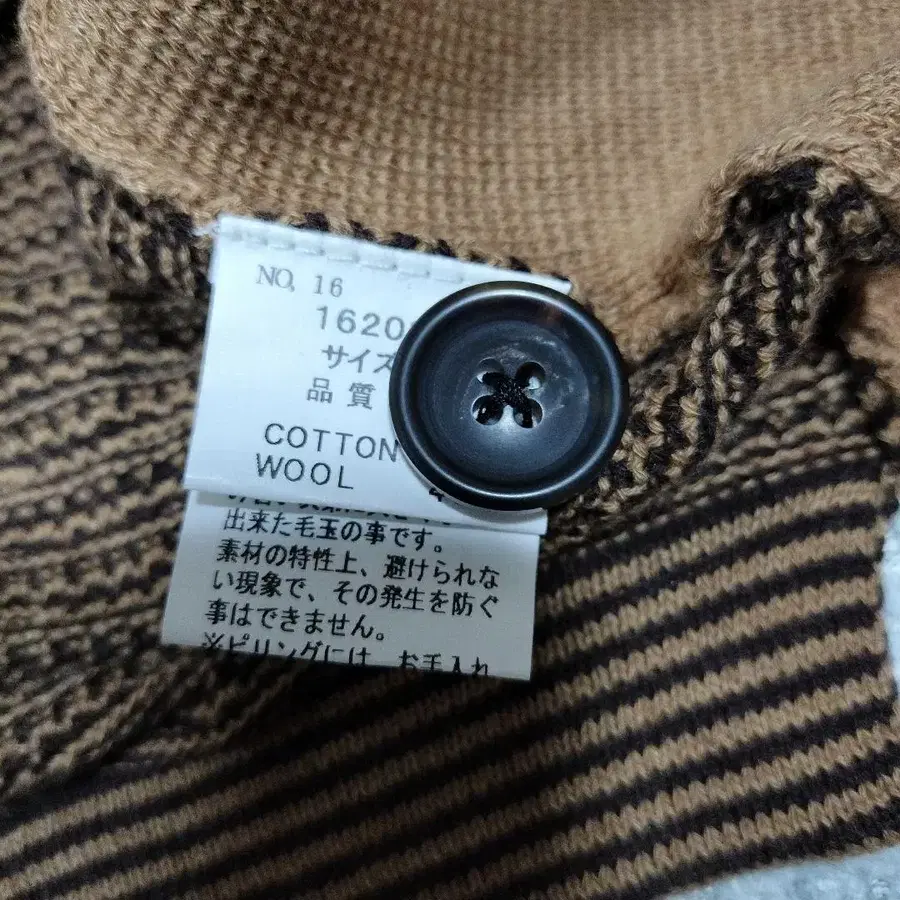 NO. 16
1620
サイズ
品質
COTTON
WOOL
出来た毛玉の事です。
素材の特性上、避けられな
い現象で、その発生を防ぐ
事はできません。
※ピリングには、お手入れ